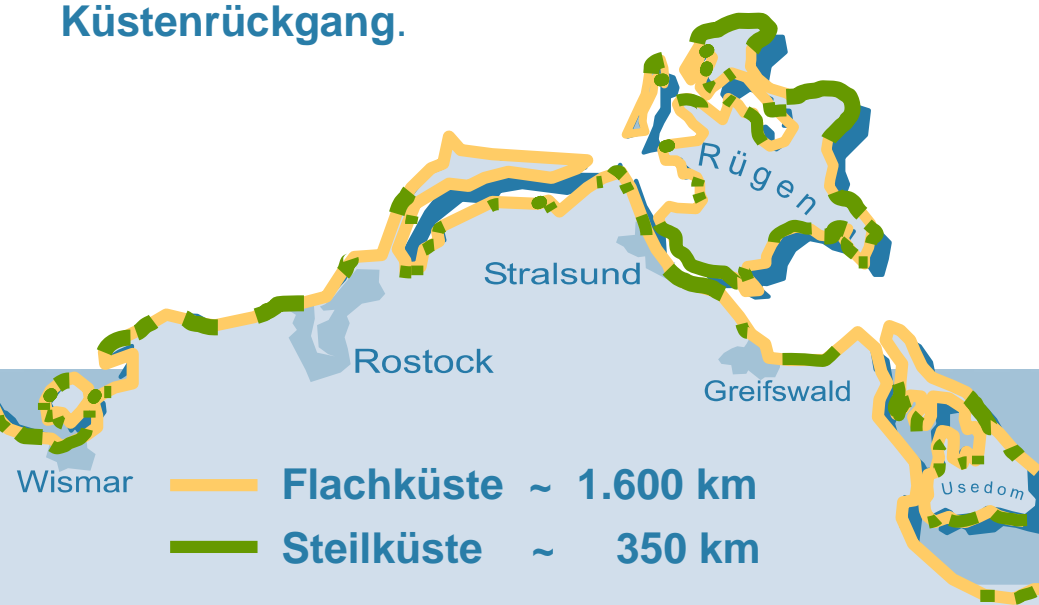 Küstenrückgang.
Rügen
Stralsund
Rostock
Greifswald
Wismar
Usedom
Flachküste ~ 1.600 km
Steilküste ~ 350 km